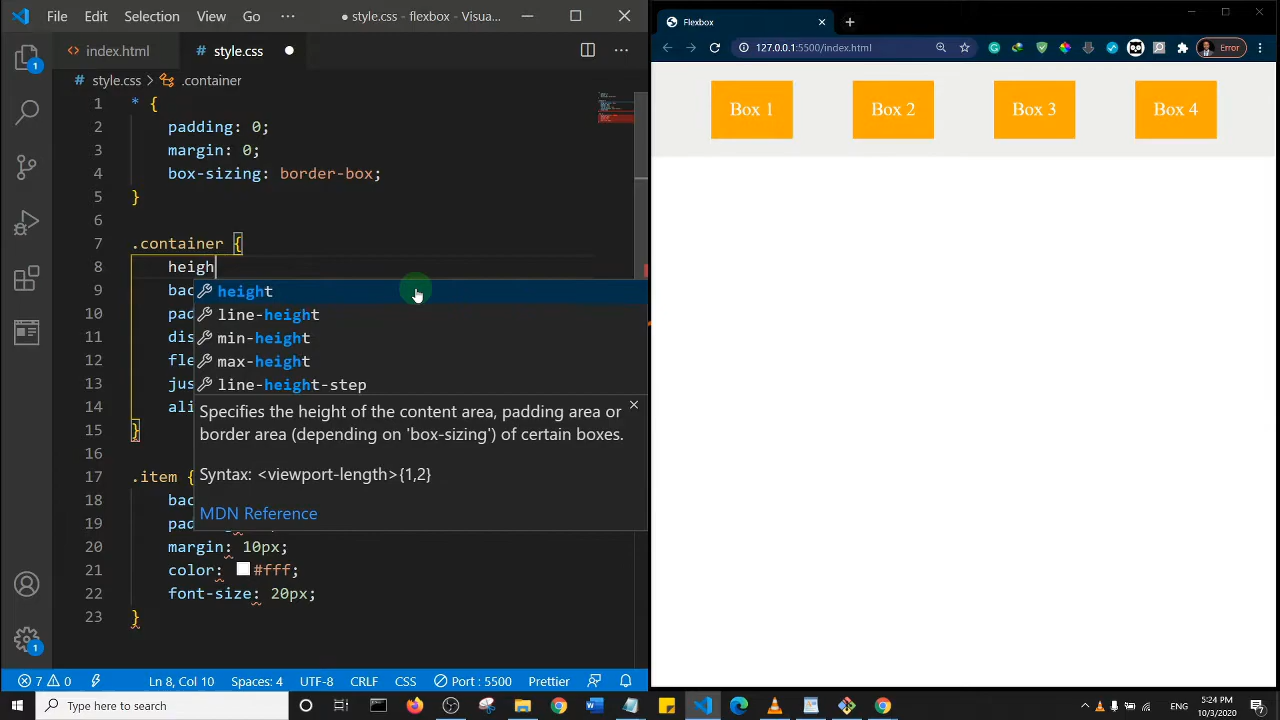 File Edit Selection View Go ··· ● style.css - flexbox - Visua...
index.html style.css
style.css > .container
1 * {
2 padding: 0;
3 margin: 0;
4 box-sizing: border-box;
5 }
6
7 .container {
8 heigh
9 bac
10 pad
11 dis
12 fle
13 jus
14 ali
15 }
16
17 .item {
18 bac
19 pad
20 margin: 10px;
21 color: #fff;
22 font-size: 20px;
23 }
height
line-height
min-height
max-height
line-height-step
Specifies the height of the content area, padding area or
border area (depending on 'box-sizing') of certain boxes.
Syntax: <viewport-length>{1,2}
MDN Reference
1
1
7 0 Ln 8, Col 10 Spaces: 4 UTF-8 CRLF CSS Port : 5500 Prettier
Flexbox
127.0.0.1:5500/index.html Error
Box 1 Box 2 Box 3 Box 4
Type here to search
5:24 PM
10/3/2020
7